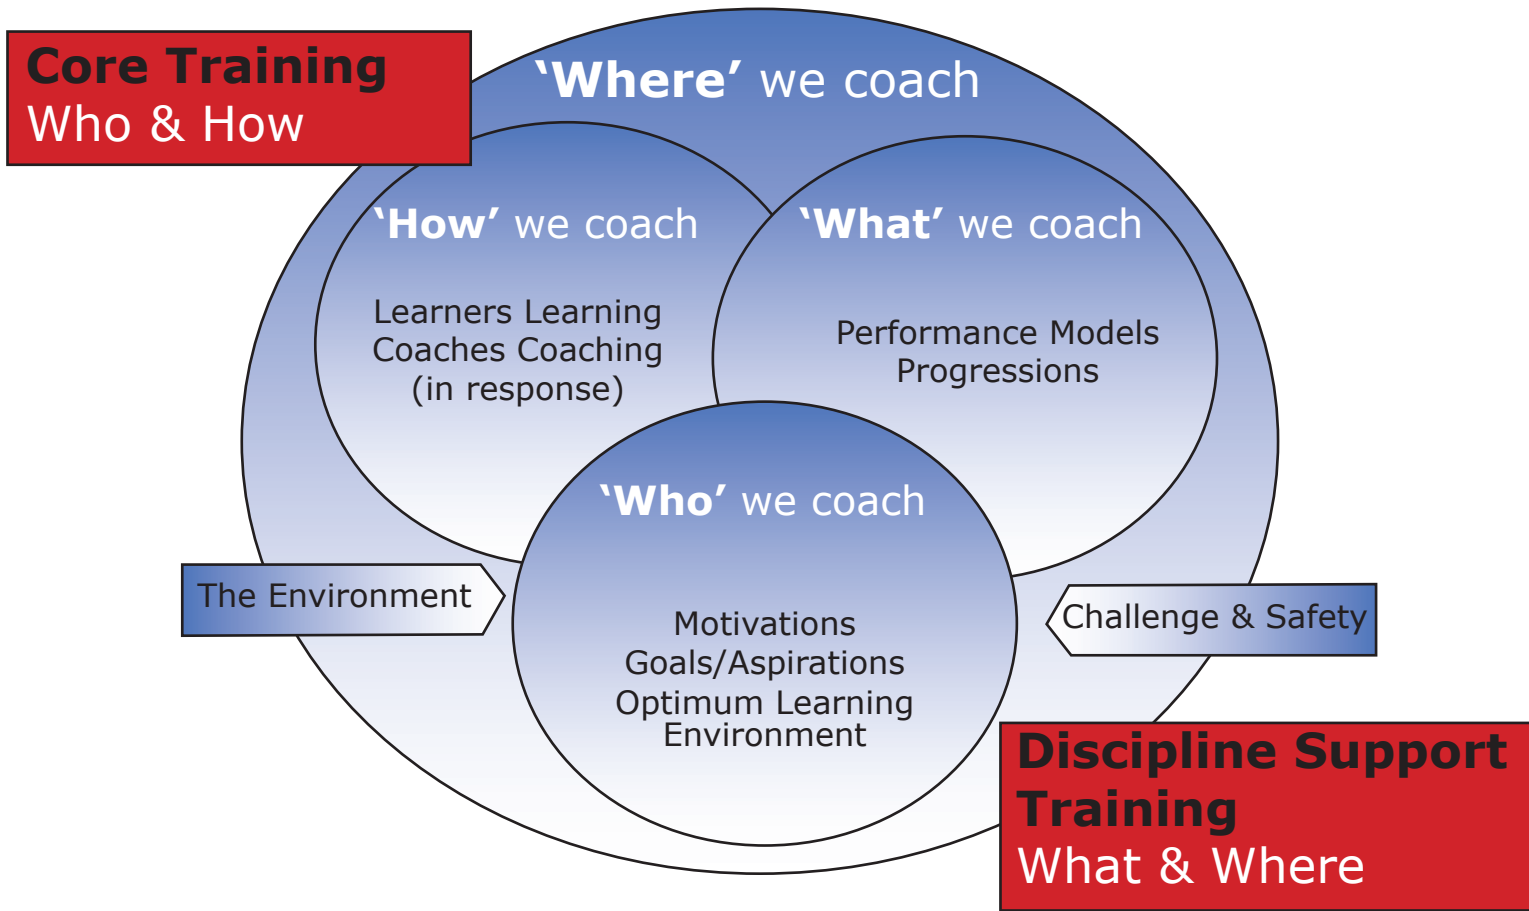 Core Training
Who & How
‘Where’ we coach
‘How’ we coach
Learners Learning
Coaches Coaching
(in response)
‘What’ we coach
Performance Models
Progressions
‘Who’ we coach
Motivations
Goals/Aspirations
Optimum Learning
Environment
The Environment
Challenge & Safety
Discipline Support
Training
What & Where